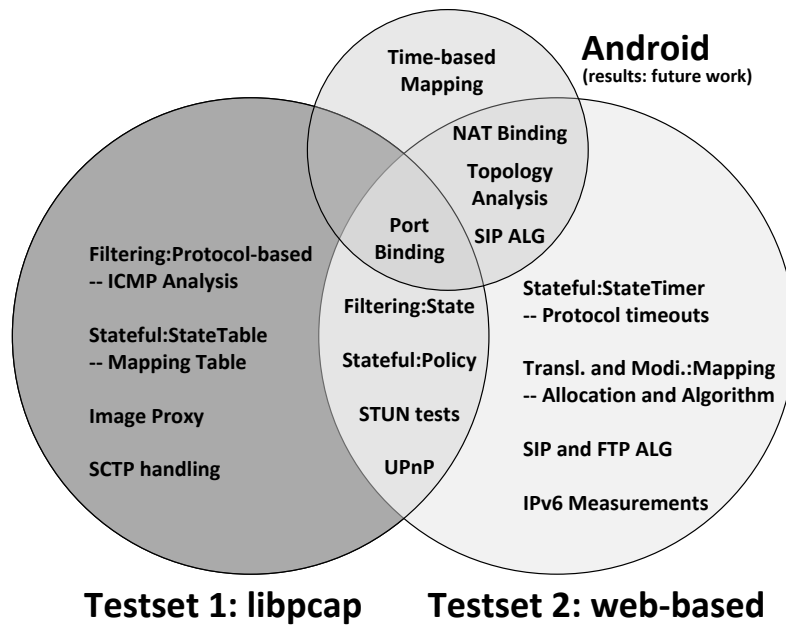 Time-based
Mapping
Android
(results: future work)
NAT Binding
Topology
Analysis
SIP ALG
Port
Binding
Filtering:Protocol-based
-- ICMP Analysis
Stateful:StateTable
-- Mapping Table
Image Proxy
SCTP handling
Filtering:State
Stateful:Policy
STUN tests
UPnP
Stateful:StateTimer
-- Protocol timeouts
Transl. and Modi.:Mapping
-- Allocation and Algorithm
SIP and FTP ALG
IPv6 Measurements
Testset 1: libpcap
Testset 2: web-based